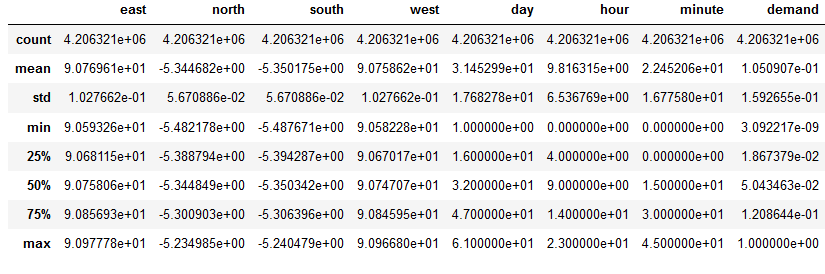 east north south west day hour minute demand
count 4.206321e+06 4.206321e+06 4.206321e+06 4.206321e+06 4.206321e+06 4.206321e+06 4.206321e+06 4.206321e+06
mean 9.076961e+01 -5.344682e+00 -5.350175e+00 9.075862e+01 3.145299e+01 9.816315e+00 2.245206e+01 1.050907e-01
std 1.027662e-01 5.670886e-02 5.670886e-02 1.027662e-01 1.768278e+01 6.536769e+00 1.677580e+01 1.592655e-01
min 9.059326e+01 -5.482178e+00 -5.487671e+00 9.058228e+01 1.000000e+00 0.000000e+00 0.000000e+00 3.092217e-09
25% 9.068115e+01 -5.388794e+00 -5.394287e+00 9.067017e+01 1.600000e+01 4.000000e+00 0.000000e+00 1.867379e-02
50% 9.075806e+01 -5.344849e+00 -5.350342e+00 9.074707e+01 3.200000e+01 9.000000e+00 1.500000e+01 5.043463e-02
75% 9.085693e+01 -5.300903e+00 -5.306396e+00 9.084595e+01 4.700000e+01 1.400000e+01 3.000000e+01 1.208644e-01
max 9.097778e+01 -5.234985e+00 -5.240479e+00 9.096680e+01 6.100000e+01 2.300000e+01 4.500000e+01 1.000000e+00